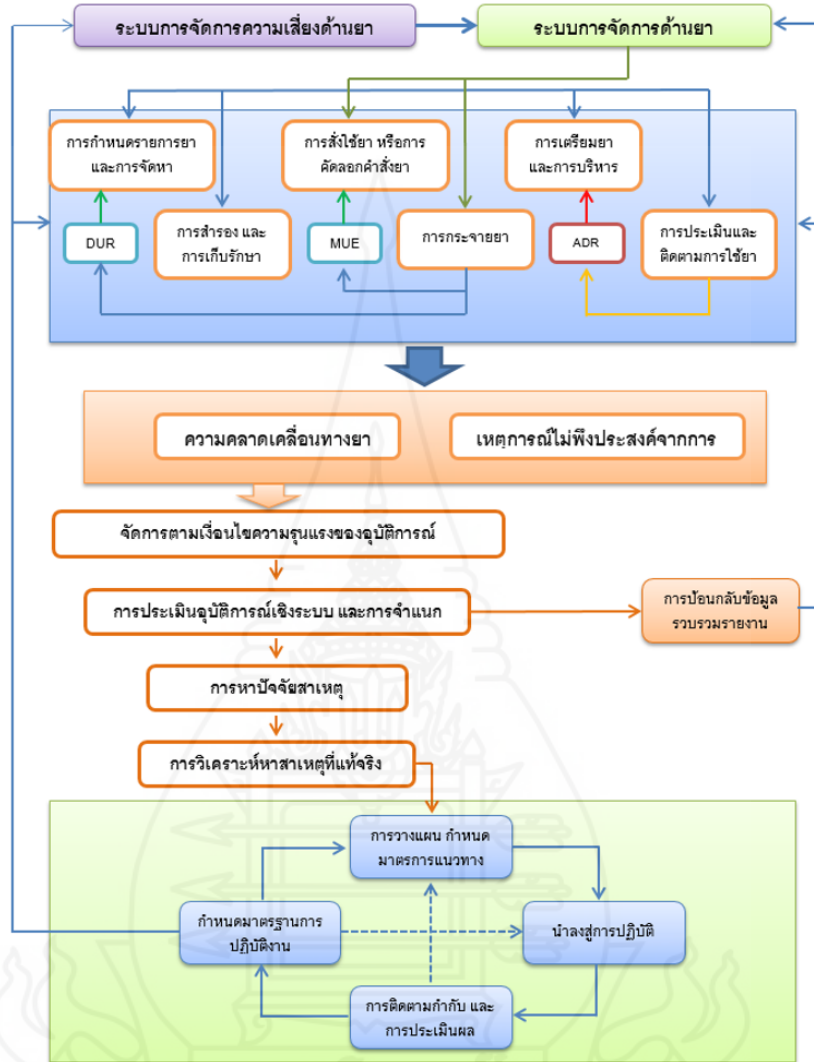 ระบบการจัดการความเสี่ยงด้านยา
ระบบการจัดการด้านยา
การกำหนดรายการยา
และการจัดหา
การสั่งใช้ยา หรือการ
คัดลอกคำสั่งยา
การเตรียมยา
และการบริหาร
DUR
การสำรอง และ
การเก็บรักษา
MUE
การกระจายยา
ADR
การประเมินและ
ติดตามการใช้ยา
ความคลาดเคลื่อนทางยา
เหตุการณ์ไม่พึงประสงค์จากการ
จัดการตามเงื่อนไขความรุนแรงของอุบัติการณ์
การประเมินอุบัติการณ์เชิงระบบ และการจำแนก
การป้อนกลับข้อมูล
รวบรวมรายงาน
การหาปัจจัยสาเหตุ
การวิเคราะห์หาสาเหตุที่แท้จริง
การวางแผน กำหนด
มาตรการแนวทาง
กำหนดมาตรฐานการ
ปฏิบัติงาน
นำลงสู่การปฏิบัติ
การติดตามกำกับ และ
การประเมินผล